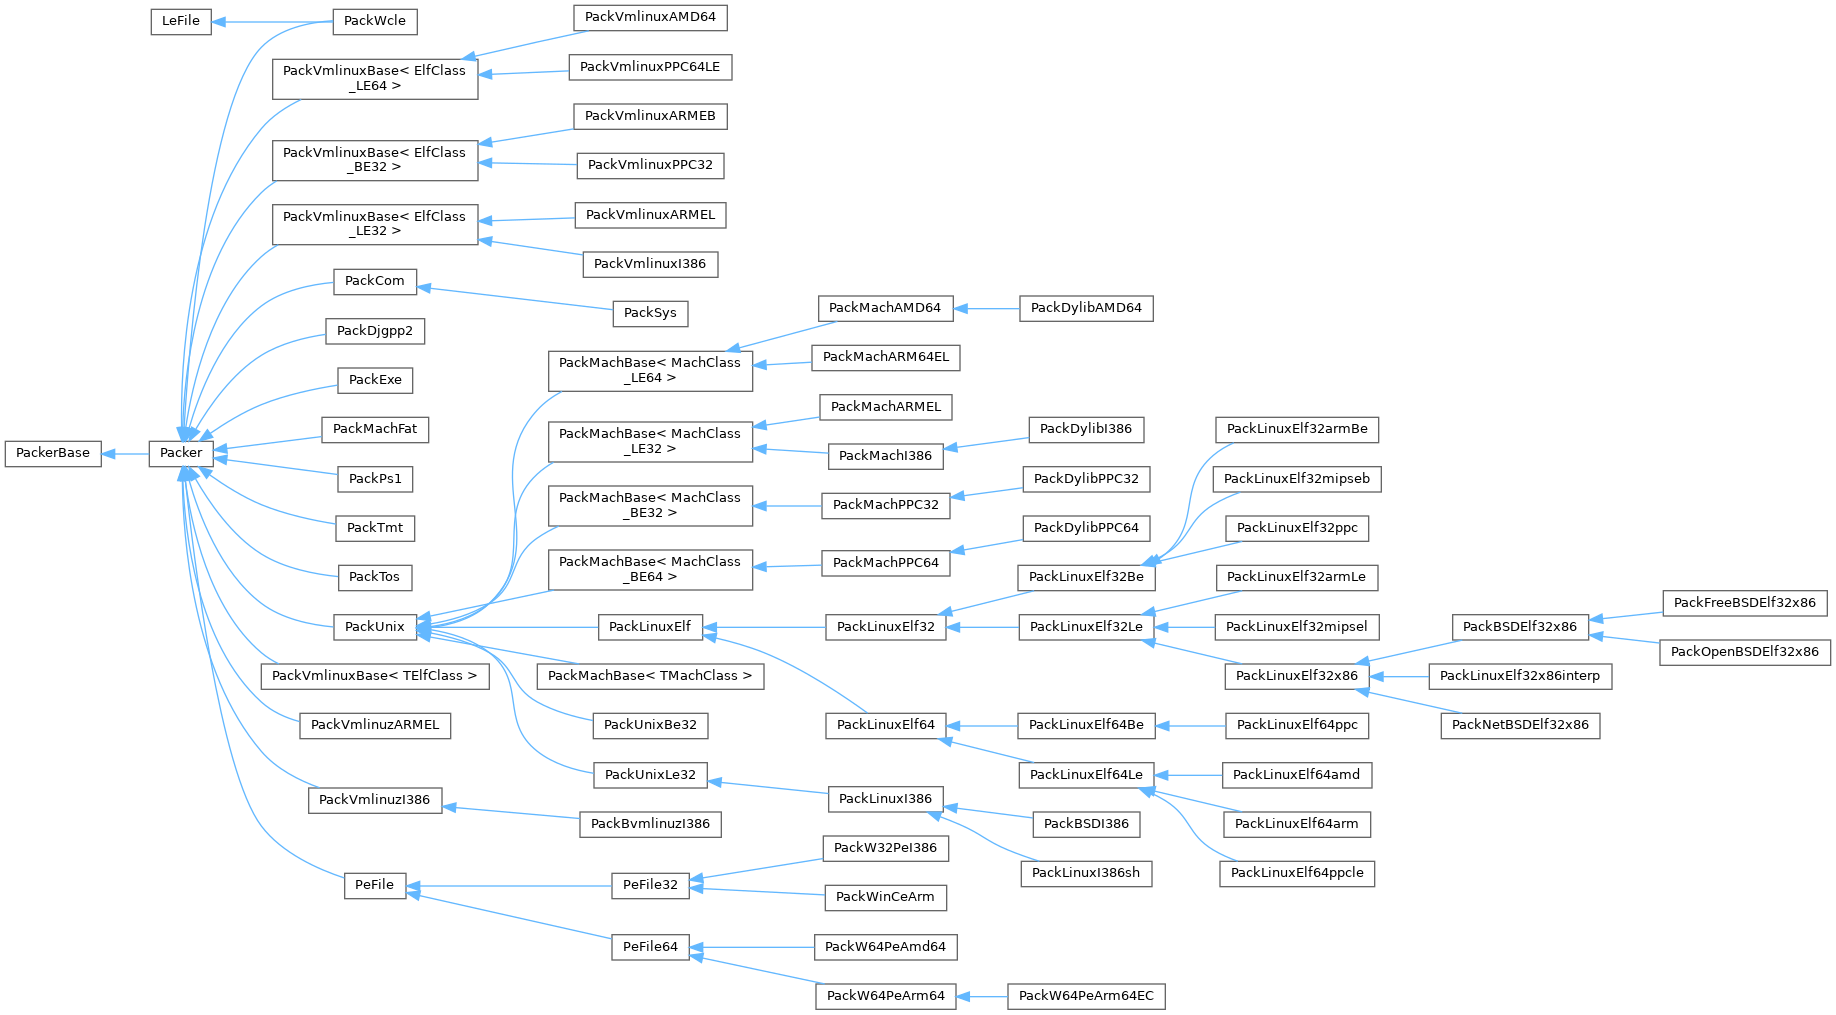 LeFile
PackWcle
PackVmlinuxAMD64
PackVmlinuxBase< ElfClass
_LE64 >
PackVmlinuxPPC64LE
PackVmlinuxARMEB
PackVmlinuxBase< ElfClass
_BE32 >
PackVmlinuxPPC32
PackVmlinuxBase< ElfClass
_LE32 >
PackVmlinuxARMEL
PackVmlinuxI386
PackCom
PackSys
PackDjgpp2
PackExe
PackMachFat
PackerBase
Packer
PackPs1
PackTmt
PackTos
PackUnix
PackVmlinuxBase< TElfClass >
PackVmlinuzARMEL
PackVmlinuzI386
PackBvmlinuzI386
PeFile
PackMachBase< MachClass
_LE64 >
PackMachAMD64
PackDylibAMD64
PackMachARM64EL
PackMachBase< MachClass
_LE32 >
PackMachARMEL
PackMachI386
PackDylibI386
PackMachBase< MachClass
_BE32 >
PackMachPPC32
PackDylibPPC32
PackMachBase< MachClass
_BE64 >
PackMachPPC64
PackDylibPPC64
PackLinuxElf
PackLinuxElf32
PackLinuxElf32Be
PackLinuxElf32armBe
PackLinuxElf32mipseb
PackLinuxElf32ppc
PackLinuxElf32Le
PackLinuxElf32armLe
PackLinuxElf32mipsel
PackLinuxElf32x86
PackBSDElf32x86
PackFreeBSDElf32x86
PackOpenBSDElf32x86
PackLinuxElf32x86interp
PackNetBSDElf32x86
PackLinuxElf64
PackLinuxElf64Be
PackLinuxElf64ppc
PackLinuxElf64Le
PackLinuxElf64amd
PackLinuxElf64arm
PackLinuxElf64ppcle
PackMachBase< TMachClass >
PackUnixBe32
PackUnixLe32
PackLinuxI386
PackBSDI386
PackLinuxI386sh
PeFile32
PackW32PeI386
PackWinCeArm
PeFile64
PackW64PeAmd64
PackW64PeArm64
PackW64PeArm64EC